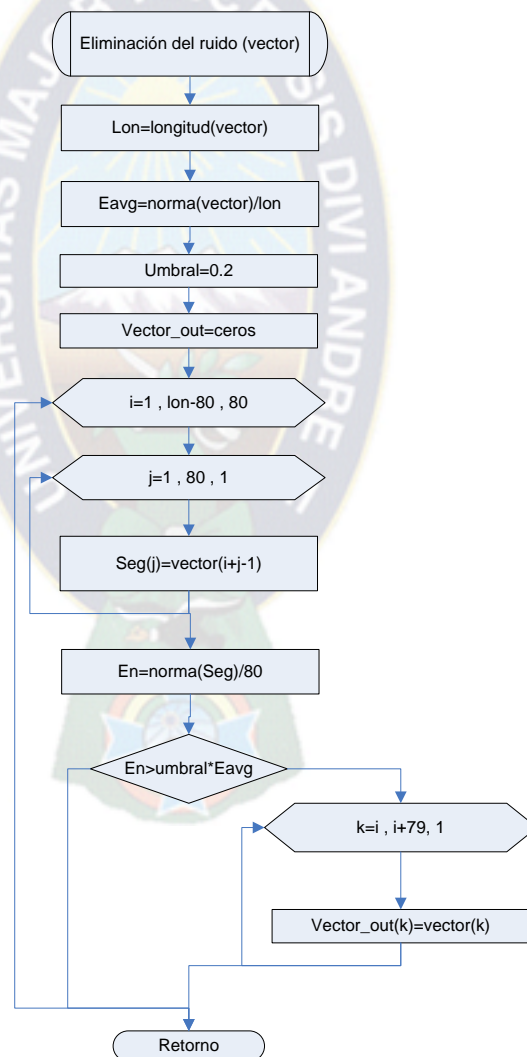 Eliminación del ruido (vector)
Lon=longitud(vector)
Eavg=norma(vector)/lon
Umbral=0.2
Vector_out=ceros
i=1 , lon-80 , 80
j=1 , 80 , 1
Seg(j)=vector(i+j-1)
En=norma(Seg)/80
En>umbral*Eavg
k=i , i+79, 1
Vector_out(k)=vector(k)
Retorno